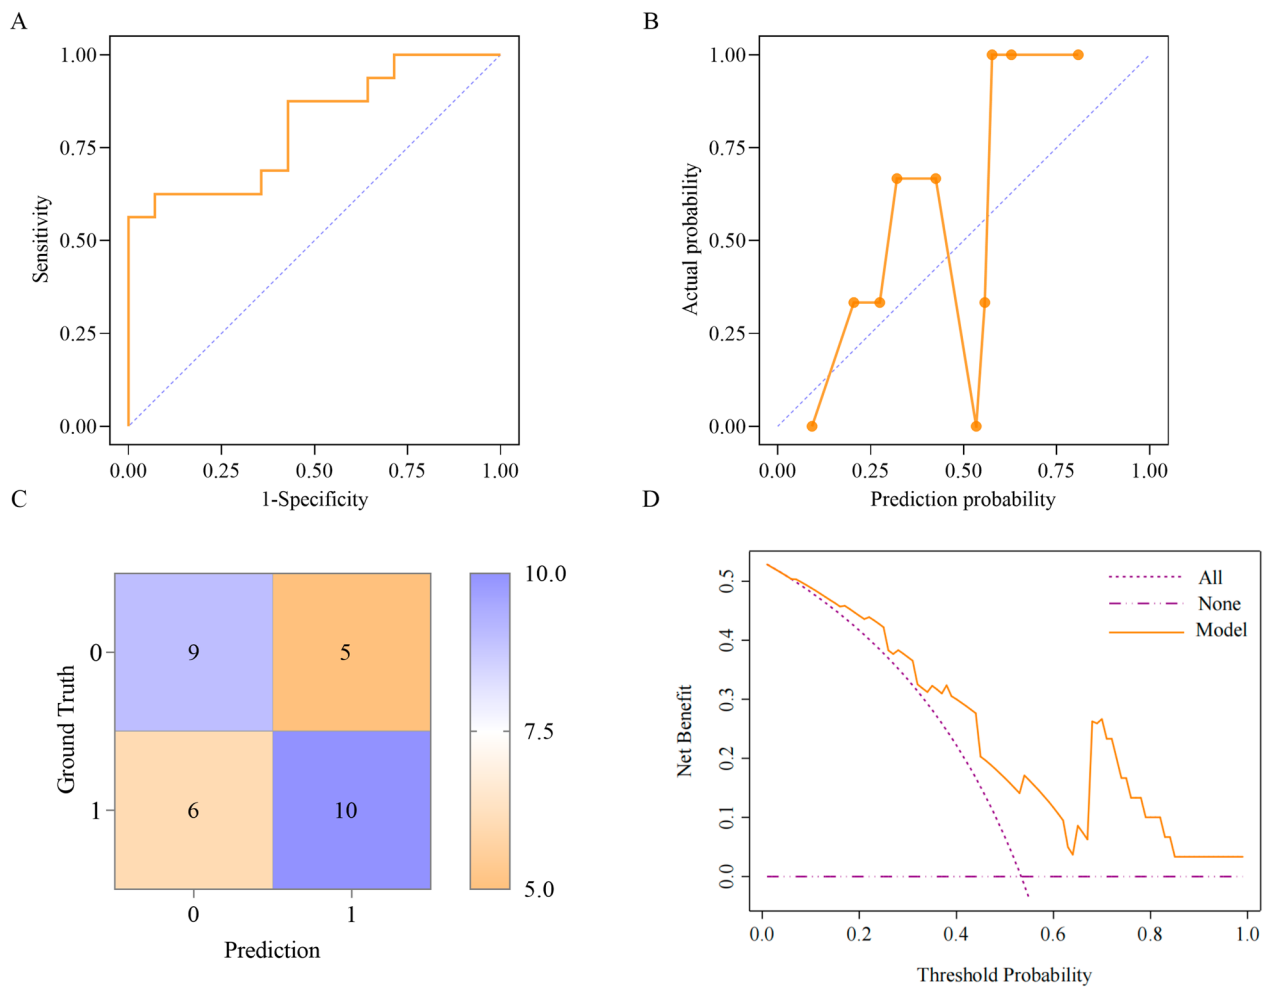 A
1.00
0.75
0.50
0.25
0.00
Sensitivity
0.00 0.25 0.50 0.75 1.00
1-Specificity
B
1.00
0.75
0.50
0.25
0.00
Actual probability
0.00 0.25 0.50 0.75 1.00
Prediction probability
C
0
1
Ground Truth
9 5
6 10
0 1
Prediction
10.0
7.5
5.0
D
0.5
0.4
0.3
0.2
0.1
0.0
Net Benefit
All
None
Model
0.0 0.2 0.4 0.6 0.8 1.0
Threshold Probability